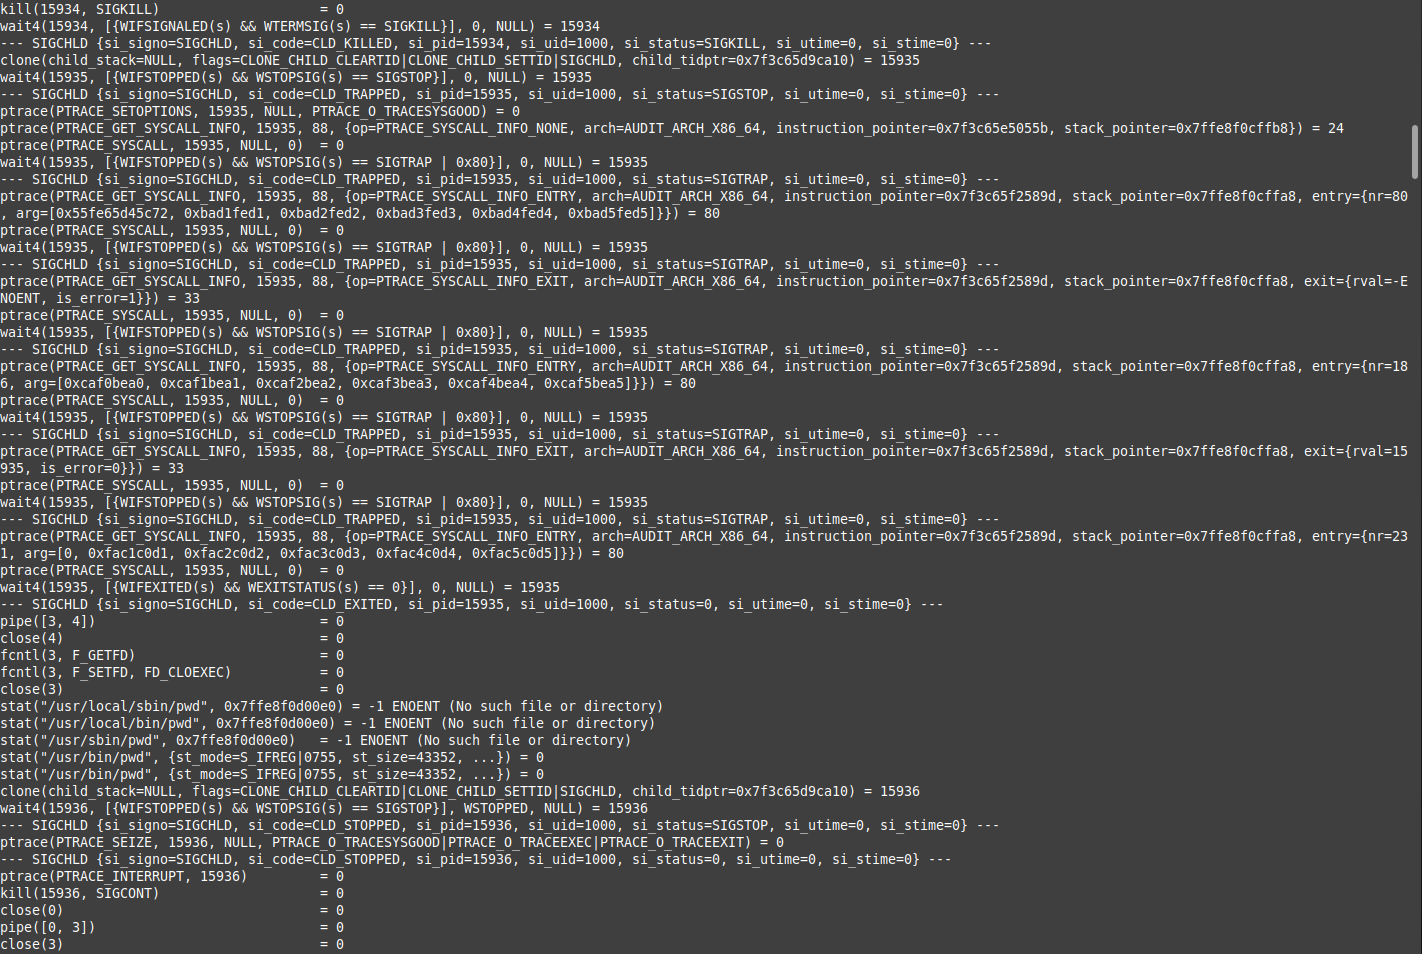 kill(15934, SIGKILL)                    = 0
wait4(15934, [{WIFSIGNALED(s) && WTERMSIG(s) == SIGKILL}], 0, NULL) = 15934
--- SIGCHLD {si_signo=SIGCHLD, si_code=CLD_KILLED, si_pid=15934, si_uid=1000, si_status=SIGKILL, si_utime=0, si_stime=0} ---
clone(child_stack=NULL, flags=CLONE_CHILD_CLEARTID|CLONE_CHILD_SETTID|SIGCHLD, child_tidptr=0x7f3c65d9ca10) = 15935
wait4(15935, [{WIFSTOPPED(s) && WSTOPSIG(s) == SIGSTOP}], 0, NULL) = 15935
--- SIGCHLD {si_signo=SIGCHLD, si_code=CLD_TRAPPED, si_pid=15935, si_uid=1000, si_status=SIGSTOP, si_utime=0, si_stime=0} ---
ptrace(PTRACE_SETOPTIONS, 15935, NULL, PTRACE_O_TRACESYSGOOD) = 0
ptrace(PTRACE_GET_SYSCALL_INFO, 15935, 88, {op=PTRACE_SYSCALL_INFO_NONE, arch=AUDIT_ARCH_X86_64, instruction_pointer=0x7f3c65e5055b, stack_pointer=0x7ffe8f0cffb8}) = 24
ptrace(PTRACE_SYSCALL, 15935, NULL, 0)  = 0
wait4(15935, [{WIFSTOPPED(s) && WSTOPSIG(s) == SIGTRAP | 0x80}], 0, NULL) = 15935
--- SIGCHLD {si_signo=SIGCHLD, si_code=CLD_TRAPPED, si_pid=15935, si_uid=1000, si_status=SIGTRAP, si_utime=0, si_stime=0} ---
ptrace(PTRACE_GET_SYSCALL_INFO, 15935, 88, {op=PTRACE_SYSCALL_INFO_ENTRY, arch=AUDIT_ARCH_X86_64, instruction_pointer=0x7f3c65f2589d, stack_pointer=0x7ffe8f0cffa8, entry={nr=80
, arg=[0x55fe65d45c72, 0xbad1fed1, 0xbad2fed2, 0xbad3fed3, 0xbad4fed4, 0xbad5fed5]}}) = 80
ptrace(PTRACE_SYSCALL, 15935, NULL, 0)  = 0
wait4(15935, [{WIFSTOPPED(s) && WSTOPSIG(s) == SIGTRAP | 0x80}], 0, NULL) = 15935
--- SIGCHLD {si_signo=SIGCHLD, si_code=CLD_TRAPPED, si_pid=15935, si_uid=1000, si_status=SIGTRAP, si_utime=0, si_stime=0} ---
ptrace(PTRACE_GET_SYSCALL_INFO, 15935, 88, {op=PTRACE_SYSCALL_INFO_EXIT, arch=AUDIT_ARCH_X86_64, instruction_pointer=0x7f3c65f2589d, stack_pointer=0x7ffe8f0cffa8, exit={rval=-E
NOENT, is_error=1}}) = 33
ptrace(PTRACE_SYSCALL, 15935, NULL, 0)  = 0
wait4(15935, [{WIFSTOPPED(s) && WSTOPSIG(s) == SIGTRAP | 0x80}], 0, NULL) = 15935
--- SIGCHLD {si_signo=SIGCHLD, si_code=CLD_TRAPPED, si_pid=15935, si_uid=1000, si_status=SIGTRAP, si_utime=0, si_stime=0} ---
ptrace(PTRACE_GET_SYSCALL_INFO, 15935, 88, {op=PTRACE_SYSCALL_INFO_ENTRY, arch=AUDIT_ARCH_X86_64, instruction_pointer=0x7f3c65f2589d, stack_pointer=0x7ffe8f0cffa8, entry={nr=18
6, arg=[0xcaf0bea0, 0xcaf1bea1, 0xcaf2bea2, 0xcaf3bea3, 0xcaf4bea4, 0xcaf5bea5]}}) = 80
ptrace(PTRACE_SYSCALL, 15935, NULL, 0)  = 0
wait4(15935, [{WIFSTOPPED(s) && WSTOPSIG(s) == SIGTRAP | 0x80}], 0, NULL) = 15935
--- SIGCHLD {si_signo=SIGCHLD, si_code=CLD_TRAPPED, si_pid=15935, si_uid=1000, si_status=SIGTRAP, si_utime=0, si_stime=0} ---
ptrace(PTRACE_GET_SYSCALL_INFO, 15935, 88, {op=PTRACE_SYSCALL_INFO_EXIT, arch=AUDIT_ARCH_X86_64, instruction_pointer=0x7f3c65f2589d, stack_pointer=0x7ffe8f0cffa8, exit={rval=15
935, is_error=0}}) = 33
ptrace(PTRACE_SYSCALL, 15935, NULL, 0)  = 0
wait4(15935, [{WIFSTOPPED(s) && WSTOPSIG(s) == SIGTRAP | 0x80}], 0, NULL) = 15935
--- SIGCHLD {si_signo=SIGCHLD, si_code=CLD_TRAPPED, si_pid=15935, si_uid=1000, si_status=SIGTRAP, si_utime=0, si_stime=0} ---
ptrace(PTRACE_GET_SYSCALL_INFO, 15935, 88, {op=PTRACE_SYSCALL_INFO_ENTRY, arch=AUDIT_ARCH_X86_64, instruction_pointer=0x7f3c65f2589d, stack_pointer=0x7ffe8f0cffa8, entry={nr=23
1, arg=[0, 0xfac1c0d1, 0xfac2c0d2, 0xfac3c0d3, 0xfac4c0d4, 0xfac5c0d5]}}) = 80
ptrace(PTRACE_SYSCALL, 15935, NULL, 0)  = 0
wait4(15935, [{WIFEXITED(s) && WEXITSTATUS(s) == 0}], 0, NULL) = 15935
--- SIGCHLD {si_signo=SIGCHLD, si_code=CLD_EXITED, si_pid=15935, si_uid=1000, si_status=0, si_utime=0, si_stime=0} ---
pipe([3, 4])                            = 0
close(4)                                = 0
fcntl(3, F_GETFD)                       = 0
fcntl(3, F_SETFD, FD_CLOEXEC)           = 0
close(3)                                = 0
stat("/usr/local/sbin/pwd", 0x7ffe8f0d00e0) = -1 ENOENT (No such file or directory)
stat("/usr/local/bin/pwd", 0x7ffe8f0d00e0) = -1 ENOENT (No such file or directory)
stat("/usr/sbin/pwd", 0x7ffe8f0d00e0)   = -1 ENOENT (No such file or directory)
stat("/usr/bin/pwd", {st_mode=S_IFREG|0755, st_size=43352, ...}) = 0
stat("/usr/bin/pwd", {st_mode=S_IFREG|0755, st_size=43352, ...}) = 0
clone(child_stack=NULL, flags=CLONE_CHILD_CLEARTID|CLONE_CHILD_SETTID|SIGCHLD, child_tidptr=0x7f3c65d9ca10) = 15936
wait4(15936, [{WIFSTOPPED(s) && WSTOPSIG(s) == SIGSTOP}], WSTOPPED, NULL) = 15936
--- SIGCHLD {si_signo=SIGCHLD, si_code=CLD_STOPPED, si_pid=15936, si_uid=1000, si_status=SIGSTOP, si_utime=0, si_stime=0} ---
ptrace(PTRACE_SEIZE, 15936, NULL, PTRACE_O_TRACESYSGOOD|PTRACE_O_TRACEEXEC|PTRACE_O_TRACEEXIT) = 0
--- SIGCHLD {si_signo=SIGCHLD, si_code=CLD_STOPPED, si_pid=15936, si_uid=1000, si_status=0, si_utime=0, si_stime=0} ---
ptrace(PTRACE_INTERRUPT, 15936)         = 0
kill(15936, SIGCONT)                    = 0
close(0)                                = 0
pipe([0, 3])                            = 0
close(3)                                = 0